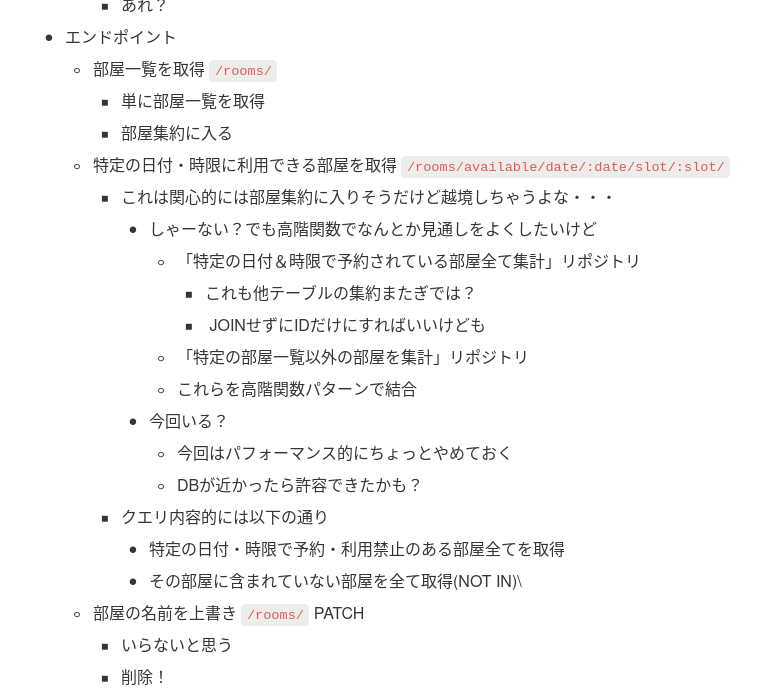 あれ？
エンドポイント
部屋一覧を取得 /rooms/
単に部屋一覧を取得
部屋集約に入る
特定の日付・時限に利用できる部屋を取得 /rooms/available/date/:date/slot/:slot/
これは関心的には部屋集約に入りそうだけど越境しちゃうよな・・・
しゃーない？でも高階関数でなんとか見通しをよくしたいけど
「特定の日付＆時限で予約されている部屋全て集計」リポジトリ
これも他テーブルの集約またぎでは？
JOINせずにIDだけにすればいいけども
「特定の部屋一覧以外の部屋を集計」リポジトリ
これらを高階関数パターンで結合
今回いる？
今回はパフォーマンス的にちょっとやめておく
DBが近かったら許容できたかも？
クエリ内容的には以下の通り
特定の日付・時限で予約・利用禁止のある部屋全てを取得
その部屋に含まれていない部屋を全て取得(NOT IN)\
部屋の名前を上書き /rooms/ PATCH
いらないと思う
削除！